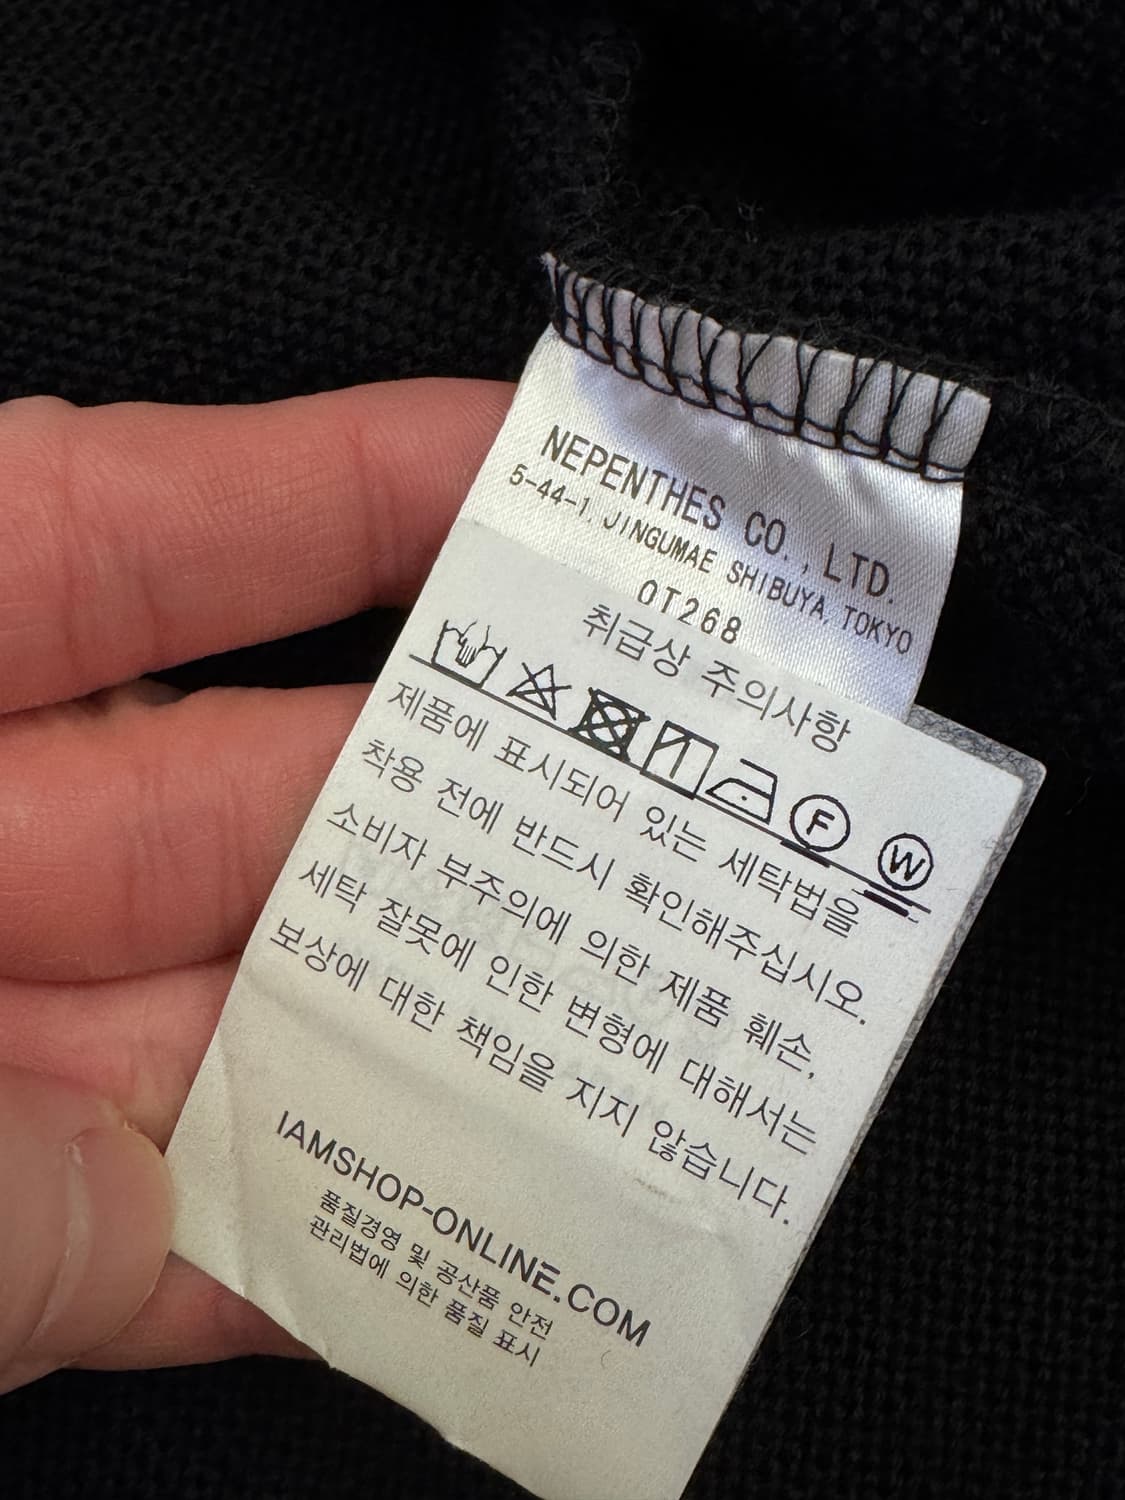 NEPENTHES CO., LTD.
5-44-1, JINGUMAE SHIBUYA, TOKYO
OT268
취급상 주의사항
F W
제품에 표시되어 있는 세탁법을
착용 전에 반드시 확인해주십시오.
소비자 부주의에 의한 제품 훼손,
세탁 잘못에 인한 변형에 대해서는
보상에 대한 책임을 지지 않습니다.
IAMSHOP-ONLINE.COM
품질경영 및 공산품 안전
관리법에 의한 품질 표시